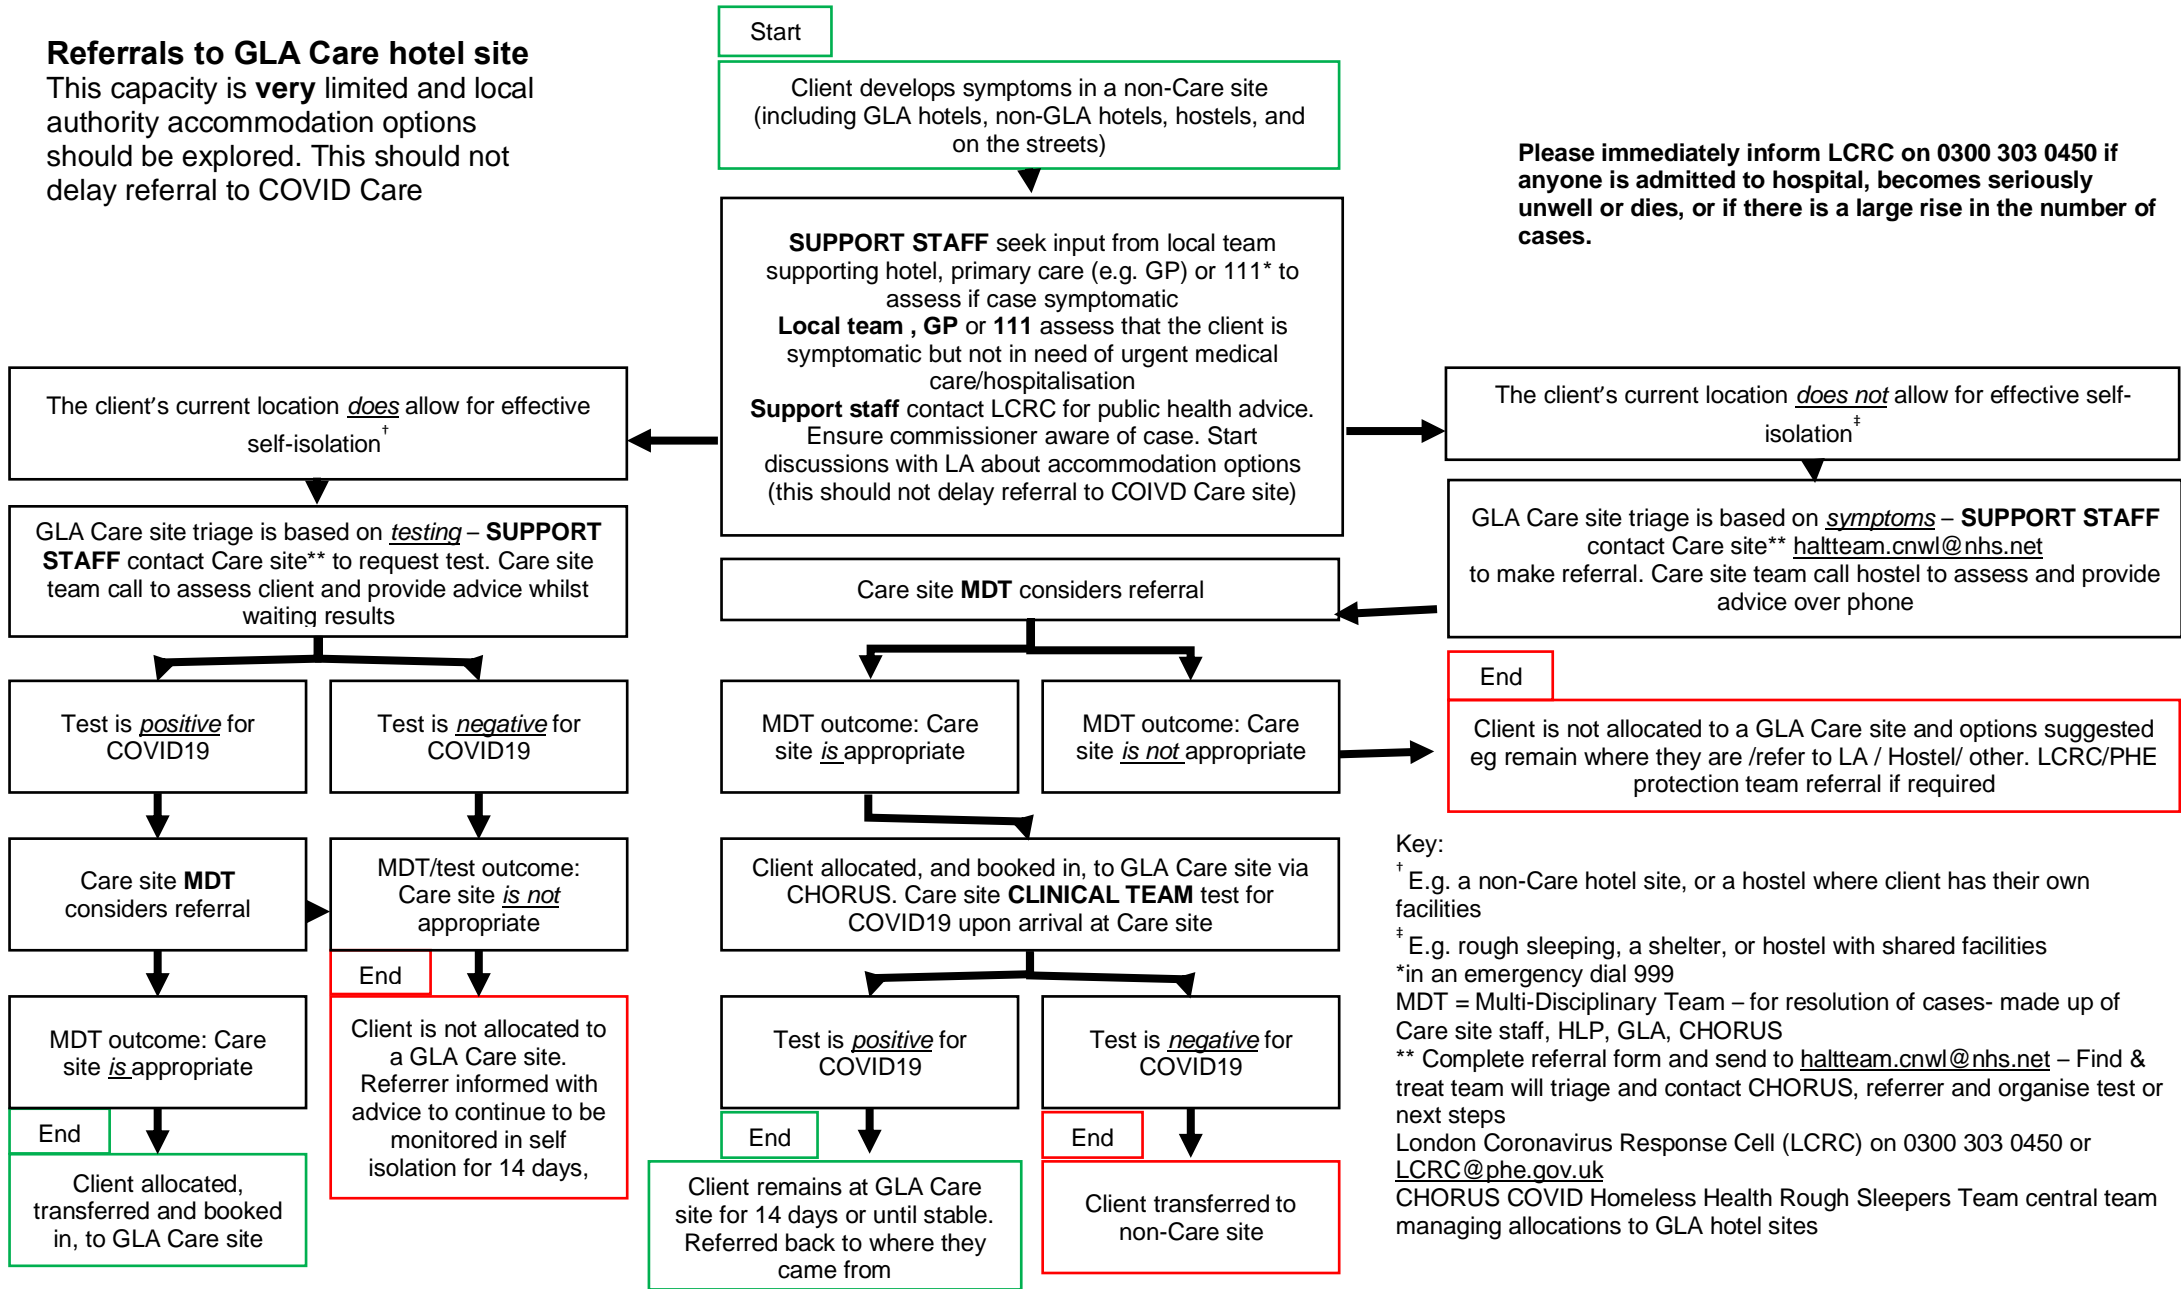 Referrals to GLA Care hotel site
This capacity is very limited and local
authority accommodation options
should be explored. This should not
delay referral to COVID Care
Start
Client develops symptoms in a non-Care site
(including GLA hotels, non-GLA hotels, hostels, and
on the streets)
Please immediately inform LCRC on 0300 303 0450 if
anyone is admitted to hospital, becomes seriously
unwell or dies, or if there is a large rise in the number of
cases.
SUPPORT STAFF seek input from local team
supporting hotel, primary care (e.g. GP) or 111* to
assess if case symptomatic
Local team , GP or 111 assess that the client is
symptomatic but not in need of urgent medical
care/hospitalisation
Support staff contact LCRC for public health advice.
Ensure commissioner aware of case. Start
discussions with LA about accommodation options
(this should not delay referral to COIVD Care site)
The client's current location does allow for effective
self-isolation†
The client's current location does not allow for effective self-
isolation‡
GLA Care site triage is based on testing – SUPPORT
STAFF contact Care site** to request test. Care site
team call to assess client and provide advice whilst
waiting results
GLA Care site triage is based on symptoms – SUPPORT STAFF
contact Care site** haltteam.cnwl@nhs.net
to make referral. Care site team call hostel to assess and provide
advice over phone
Care site MDT considers referral
Test is positive for
COVID19
Test is negative for
COVID19
MDT outcome: Care
site is appropriate
MDT outcome: Care
site is not appropriate
End
Client is not allocated to a GLA Care site and options suggested
eg remain where they are /refer to LA / Hostel/ other. LCRC/PHE
protection team referral if required
Care site MDT
considers referral
MDT/test outcome:
Care site is not
appropriate
Client allocated, and booked in, to GLA Care site via
CHORUS. Care site CLINICAL TEAM test for
COVID19 upon arrival at Care site
MDT outcome: Care
site is appropriate
End
Client is not allocated to
a GLA Care site.
Referrer informed with
advice to continue to be
monitored in self
isolation for 14 days,
Test is positive for
COVID19
Test is negative for
COVID19
End
Client allocated,
transferred and booked
in, to GLA Care site
End
Client remains at GLA Care
site for 14 days or until stable.
Referred back to where they
came from
End
Client transferred to
non-Care site
Key:
† E.g. a non-Care hotel site, or a hostel where client has their own
facilities
‡ E.g. rough sleeping, a shelter, or hostel with shared facilities
*in an emergency dial 999
MDT = Multi-Disciplinary Team – for resolution of cases- made up of
Care site staff, HLP, GLA, CHORUS
** Complete referral form and send to haltteam.cnwl@nhs.net – Find &
treat team will triage and contact CHORUS, referrer and organise test or
next steps
London Coronavirus Response Cell (LCRC) on 0300 303 0450 or
LCRC@phe.gov.uk
CHORUS COVID Homeless Health Rough Sleepers Team central team
managing allocations to GLA hotel sites